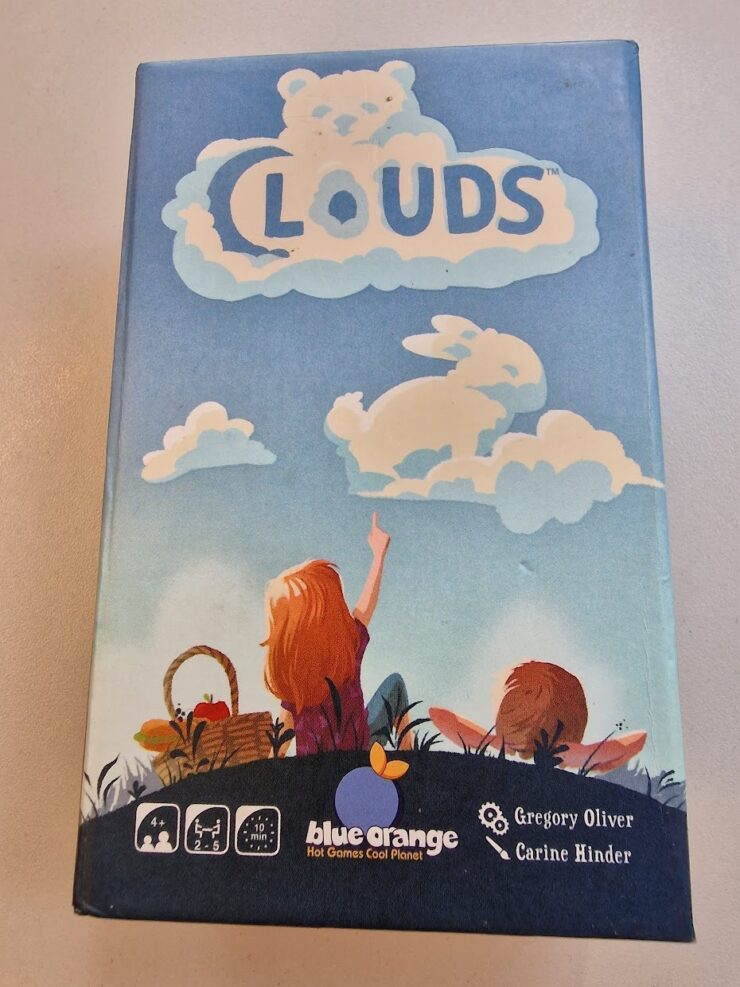 CLOUDS™
4+
2 - 5
10
min
blue orange
Hot Games Cool Planet
Gregory Oliver
Carine Hinder